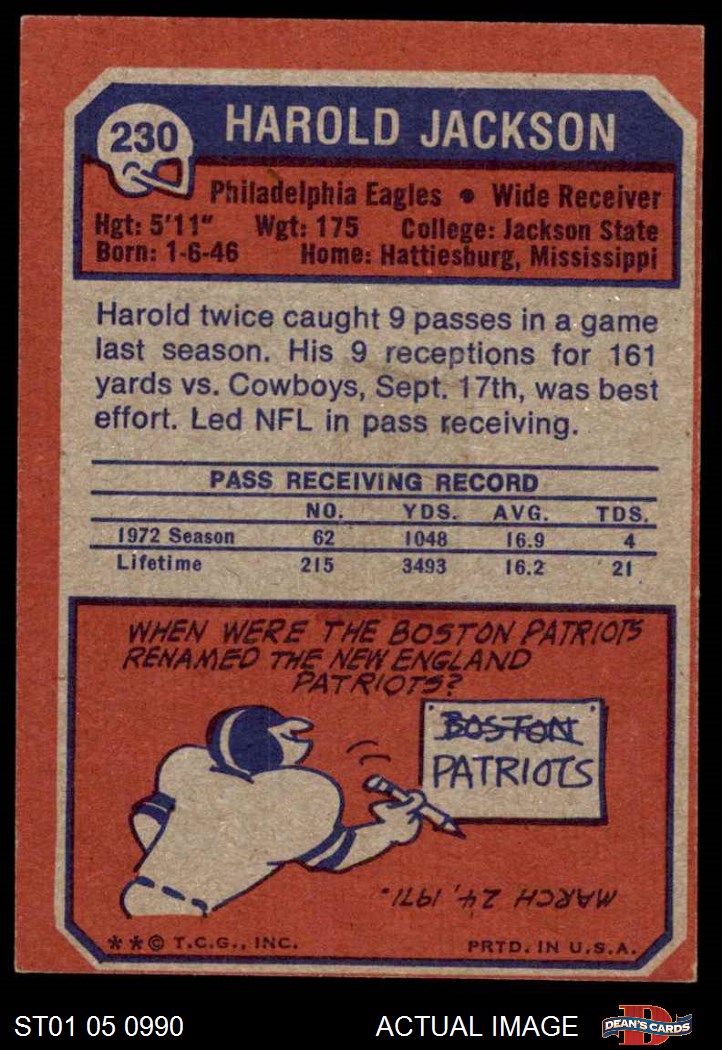 230
HAROLD JACKSON
Philadelphia Eagles • Wide Receiver
Hgt: 5'11" Wgt: 175 College: Jackson State
Born: 1-6-46 Home: Hattiesburg, Mississippi
Harold twice caught 9 passes in a game
last season. His 9 receptions for 161
yards vs. Cowboys, Sept. 17th, was best
effort. Led NFL in pass receiving.
PASS RECEIVING RECORD
NO. YDS. AVG. TDS.
1972 Season 62 1048 16.9 4
Lifetime 215 3493 16.2 21
WHEN WERE THE BOSTON PATRIOTS
RENAMED THE NEW ENGLAND
PATRIOTS?
BOSTON
PATRIOTS
MARCH 24, 1971.
**© T.C.G., INC. PRTD. IN U.S.A.
ST01 05 0990 ACTUAL IMAGE DEAN'S CARDS